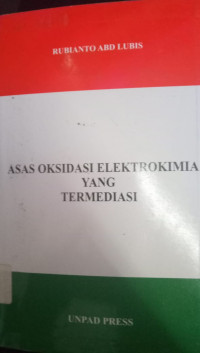 RUBIANTO ABD LUBIS
ASAS OKSIDASI ELEKTROKIMIA
YANG
TERMEDIASI
UNPAD PRESS